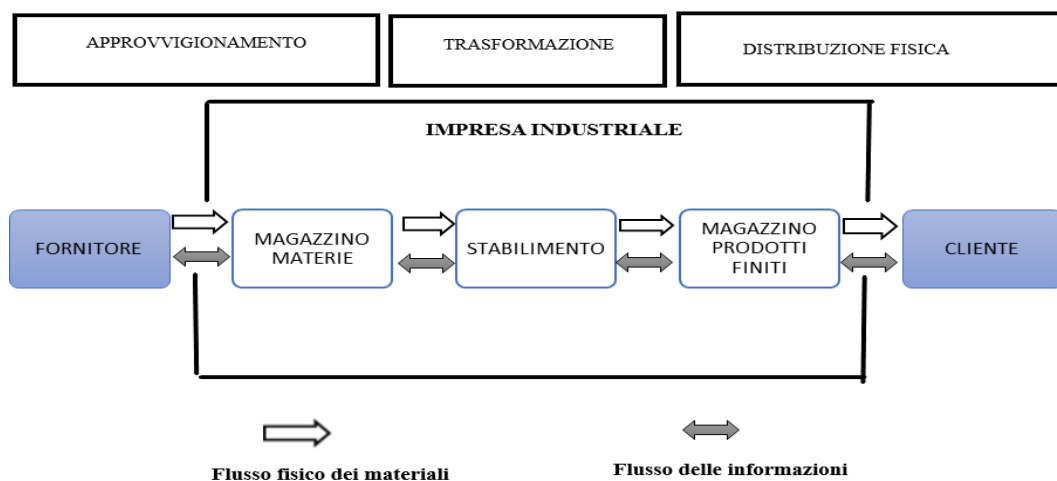 APPROVVIGIONAMENTO
TRASFORMAZIONE
DISTRIBUZIONE FISICA
IMPRESA INDUSTRIALE
FORNITORE
MAGAZZINO
MATERIE
STABILIMENTO
MAGAZZINO
PRODOTTI
FINITI
CLIENTE
Flusso fisico dei materiali
Flusso delle informazioni